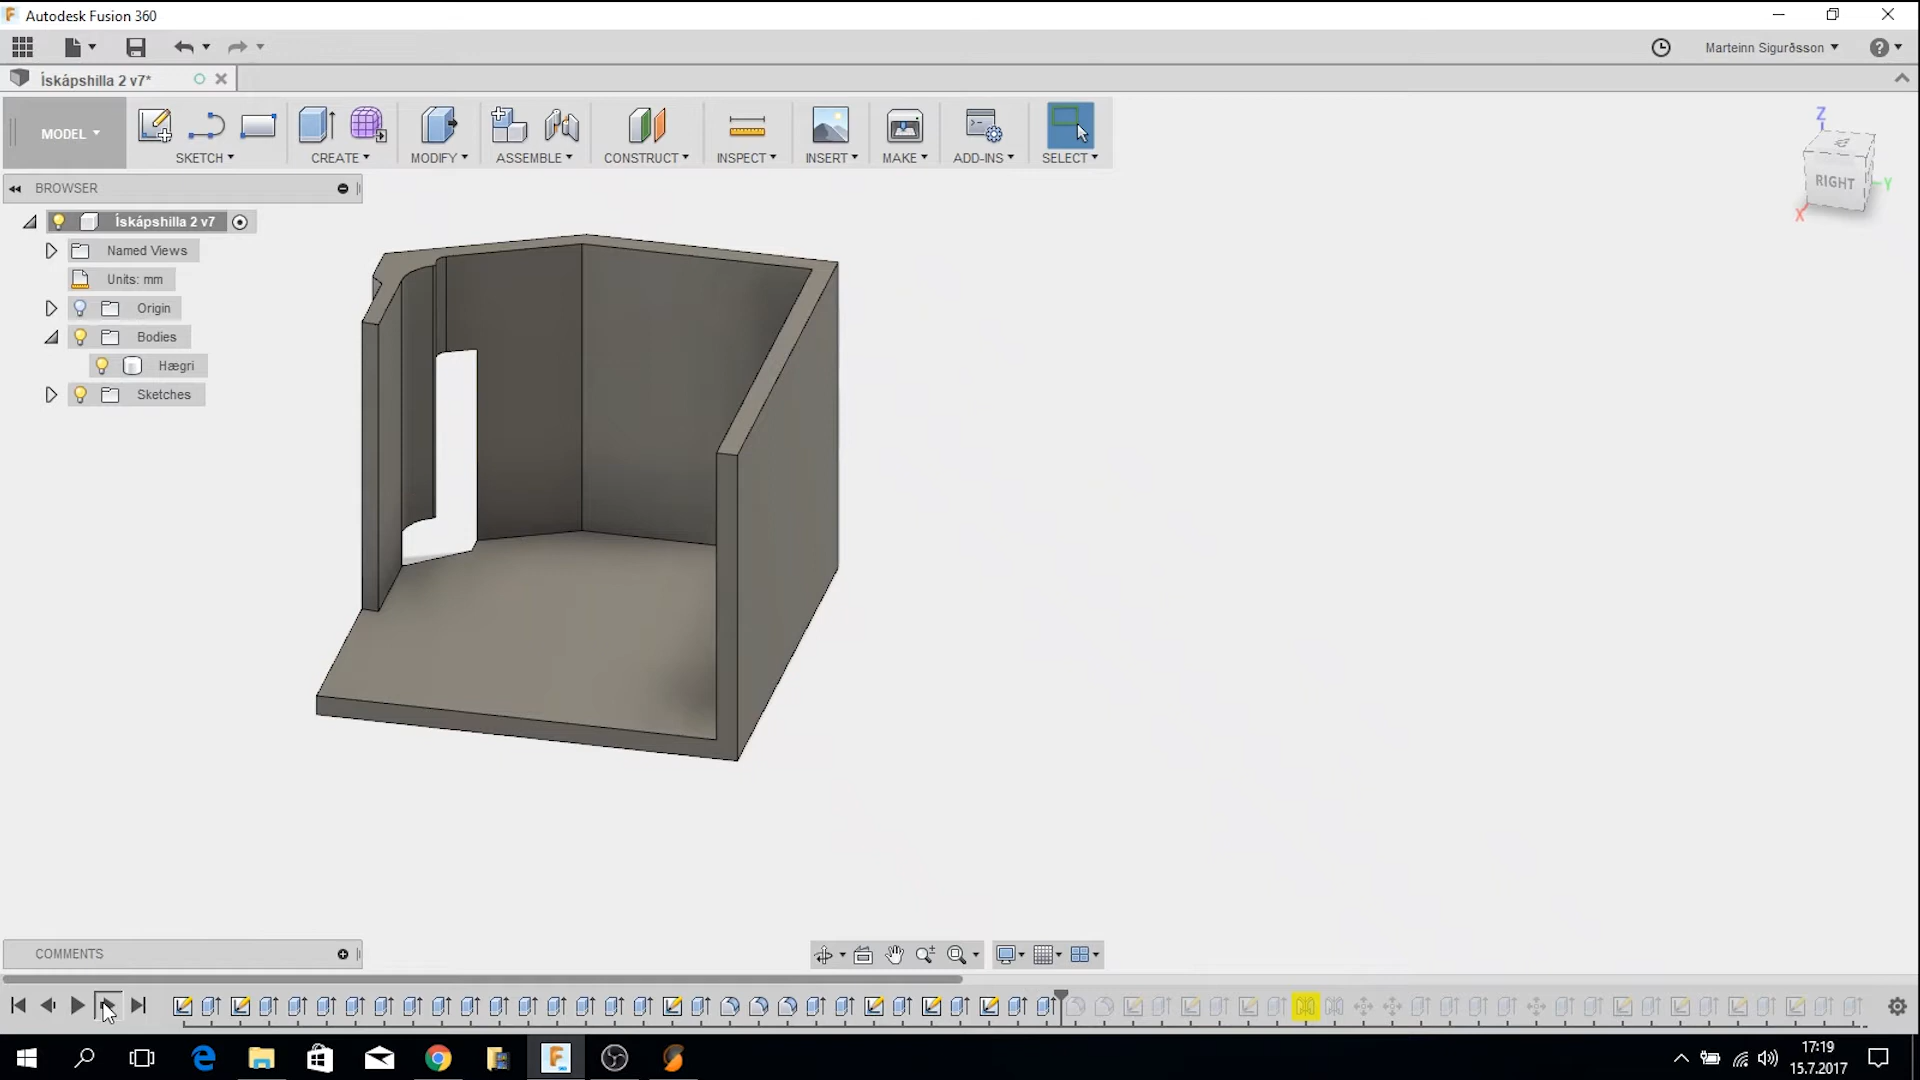 Autodesk Fusion 360
Marteinn Sigurðsson
Ískápshilla 2 v7*
MODEL
SKETCH
CREATE
MODIFY
ASSEMBLE
CONSTRUCT
INSPECT
INSERT
MAKE
ADD-INS
SELECT
Z
RIGHT
Y
X
BROWSER
Ískápshilla 2 v7
Named Views
Units: mm
Origin
Bodies
Hægri
Sketches
COMMENTS
17:19
15.7.2017